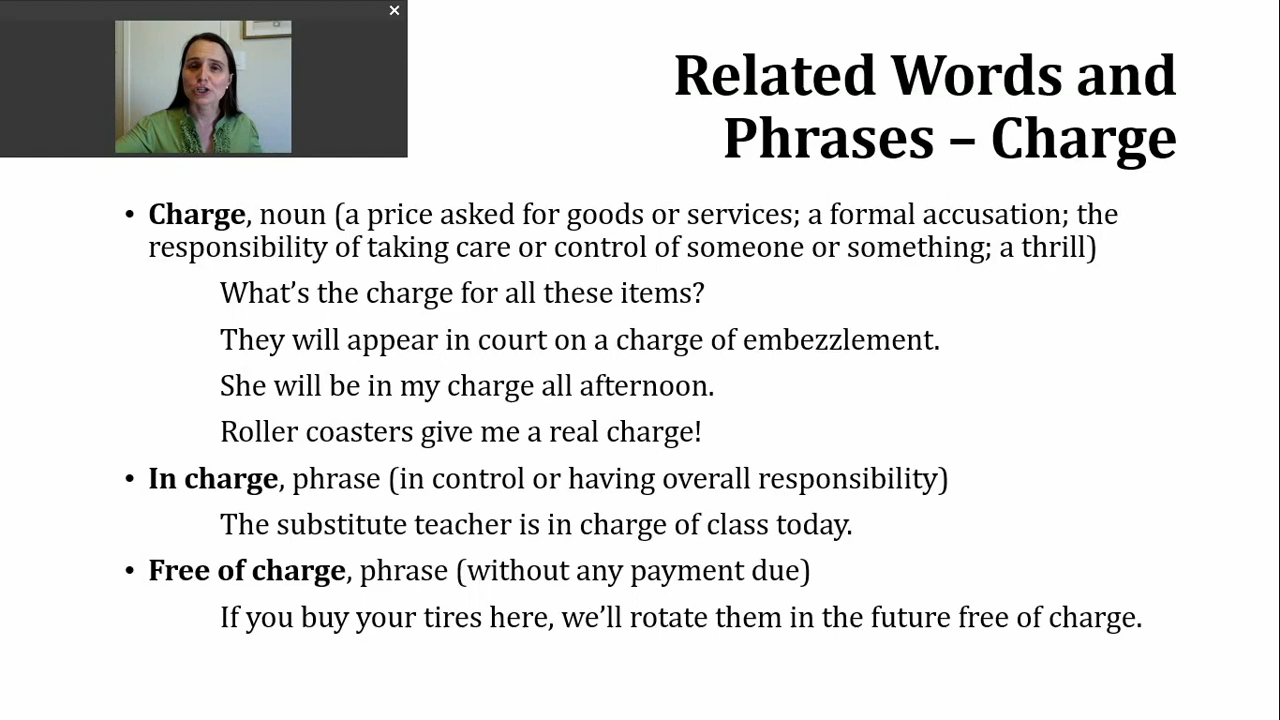 Related Words and
Phrases – Charge
• Charge, noun (a price asked for goods or services; a formal accusation; the
responsibility of taking care or control of someone or something; a thrill)
What’s the charge for all these items?
They will appear in court on a charge of embezzlement.
She will be in my charge all afternoon.
Roller coasters give me a real charge!
• In charge, phrase (in control or having overall responsibility)
The substitute teacher is in charge of class today.
• Free of charge, phrase (without any payment due)
If you buy your tires here, we’ll rotate them in the future free of charge.